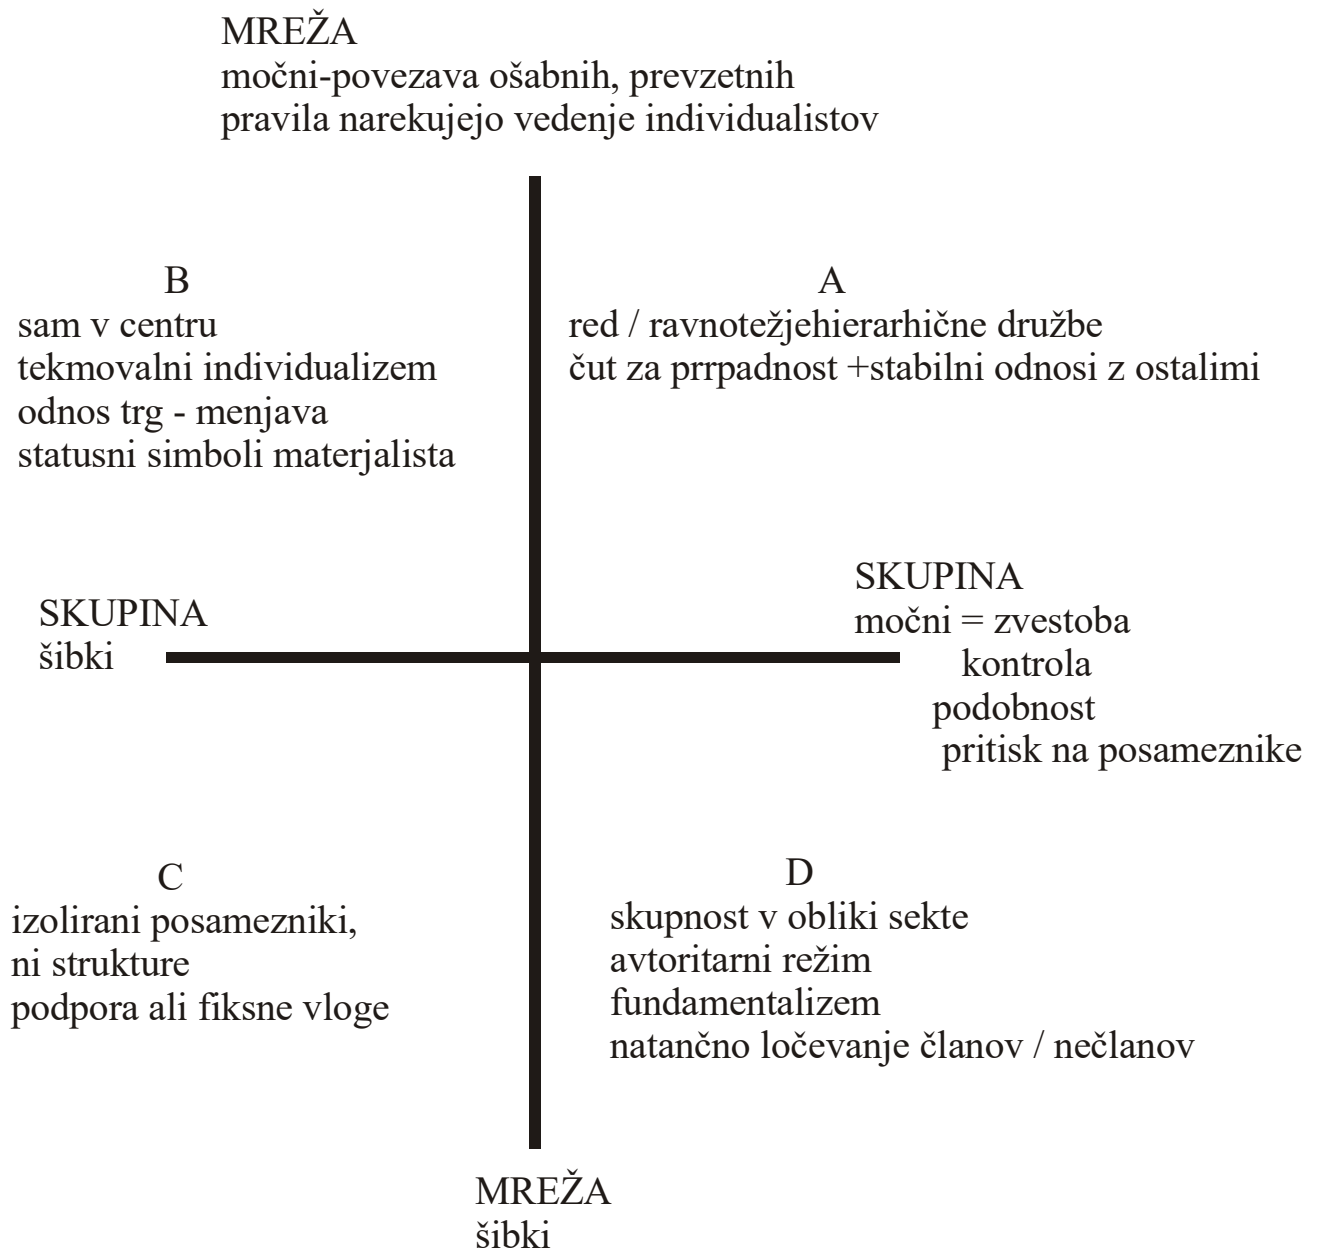 MREŽA
močni-povezava ošabnih, prevzetnih
pravila narekujejo vedenje individualistov
B
sam v centru
tekmovalni individualizem
odnos trg - menjava
statusni simboli materjalista
A
red / ravnotežjehierarhične družbe
čut za prrpadnost +stabilni odnosi z ostalimi
SKUPINA
šibki
SKUPINA
močni = zvestoba
kontrola
podobnost
pritisk na posameznike
C
izolirani posamezniki,
ni strukture
podpora ali fiksne vloge
D
skupnost v obliki sekte
avtoritarni režim
fundamentalizem
natančno ločevanje članov / nečlanov
MREŽA
šibki